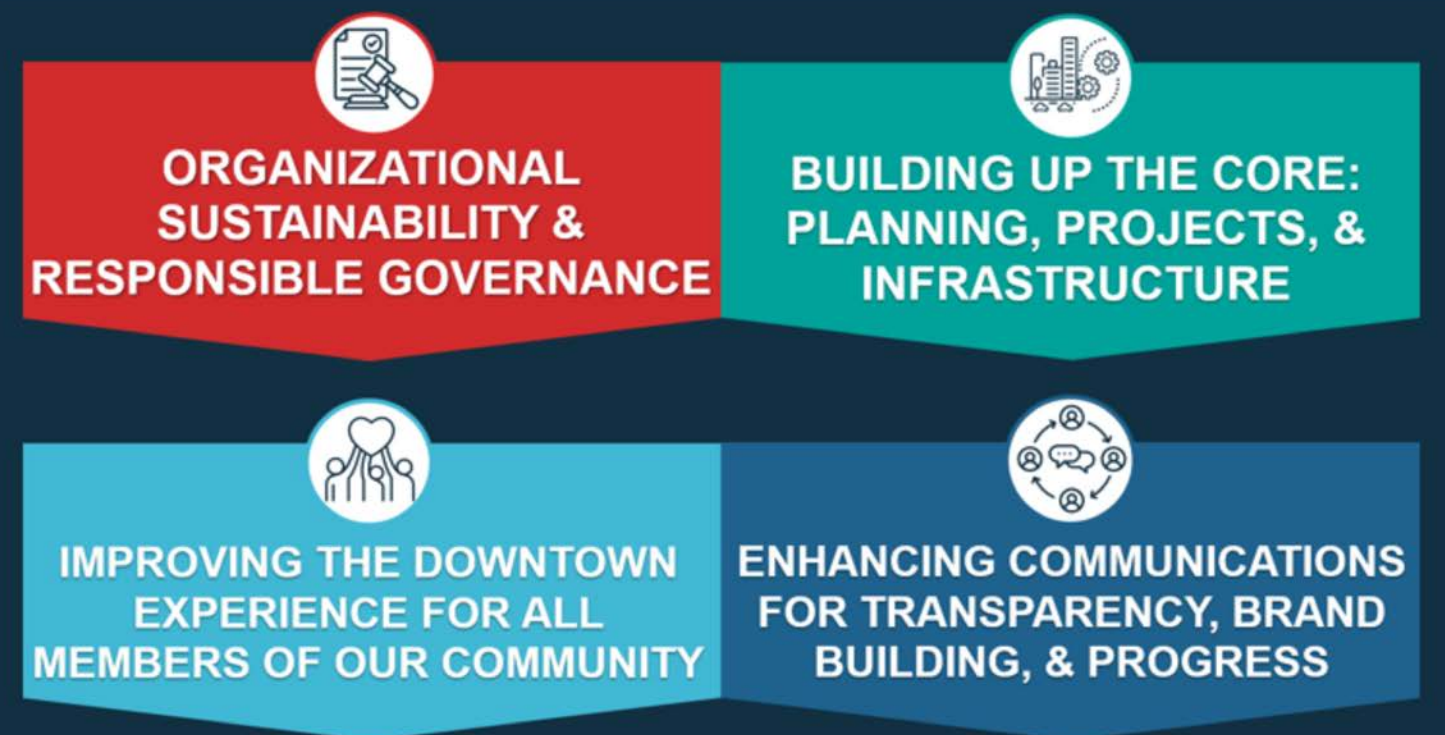 ORGANIZATIONAL
SUSTAINABILITY &
RESPONSIBLE GOVERNANCE
BUILDING UP THE CORE:
PLANNING, PROJECTS, &
INFRASTRUCTURE
IMPROVING THE DOWNTOWN
EXPERIENCE FOR ALL
MEMBERS OF OUR COMMUNITY
ENHANCING COMMUNICATIONS
FOR TRANSPARENCY, BRAND
BUILDING, & PROGRESS